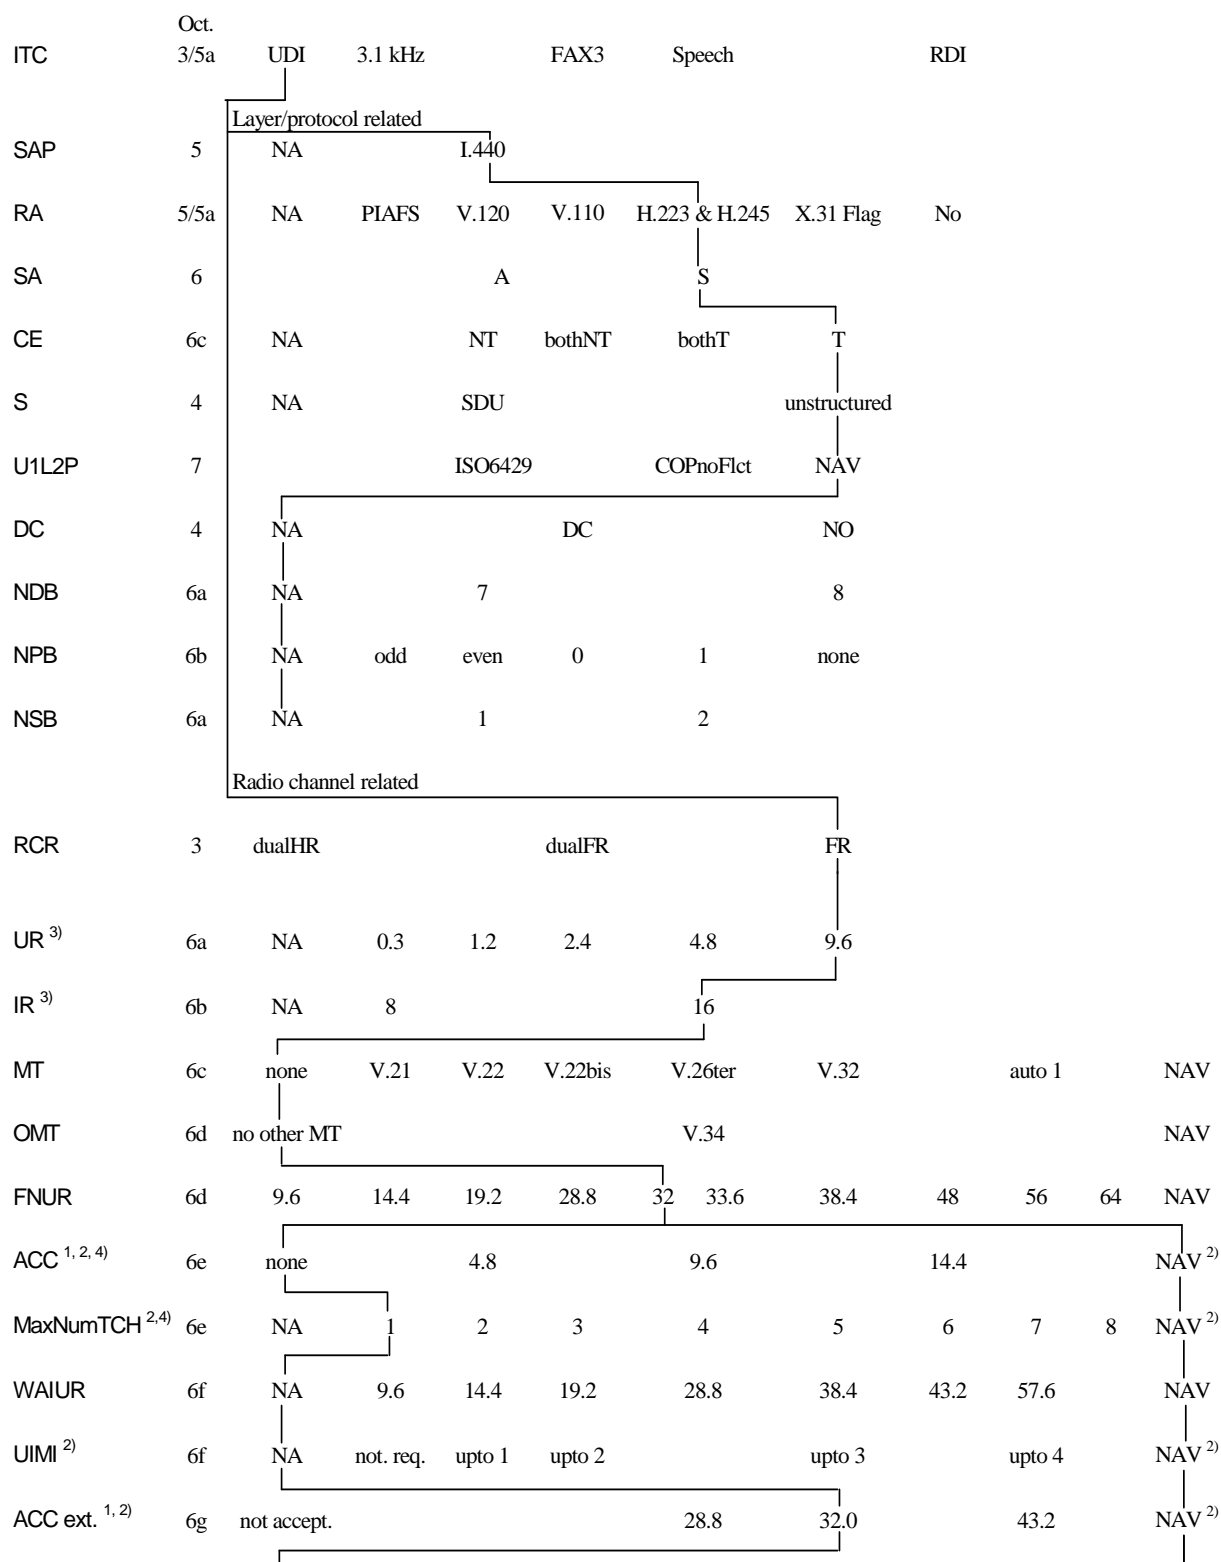 Oct.
ITC 3/5a UDI 3.1 kHz FAX3 Speech RDI
Layer/protocol related
SAP 5 NA I.440
RA 5/5a NA PIAFS V.120 V.110 H.223 & H.245 X.31 Flag No
SA 6 A S
CE 6c NA NT bothNT bothT T
S 4 NA SDU unstructured
U1L2P 7 ISO6429 COPnoFlct NAV
DC 4 NA DC NO
NDB 6a NA 7 8
NPB 6b NA odd even 0 1 none
NSB 6a NA 1 2
Radio channel related
RCR 3 dualHR dualFR FR
UR 3) 6a NA 0.3 1.2 2.4 4.8 9.6
IR 3) 6b NA 8 16
MT 6c none V.21 V.22 V.22bis V.26ter V.32 auto 1 NAV
OMT 6d no other MT V.34 NAV
FNUR 6d 9.6 14.4 19.2 28.8 32 33.6 38.4 48 56 64 NAV
ACC 1, 2, 4) 6e none 4.8 9.6 14.4 NAV 2)
MaxNumTCH 2,4) 6e NA 1 2 3 4 5 6 7 8 NAV 2)
WAIUR 6f NA 9.6 14.4 19.2 28.8 38.4 43.2 57.6 NAV
UIMI 2) 6f NA not. req. upto 1 upto 2 upto 3 upto 4 NAV 2)
ACC ext. 1, 2) 6g not accept. 28.8 32.0 43.2 NAV 2)